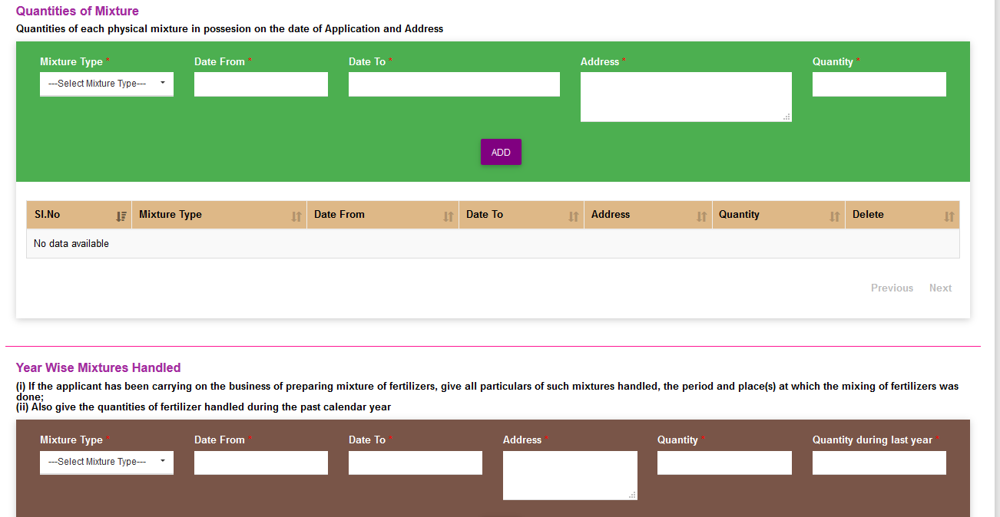 Quantities of Mixture
Quantities of each physical mixture in possesion on the date of Application and Address
Mixture Type * Date From * Date To * Address * Quantity *
---Select Mixture Type---
ADD
Sl.No Mixture Type Date From Date To Address Quantity Delete
No data available
Previous Next
Year Wise Mixtures Handled
(i) If the applicant has been carrying on the business of preparing mixture of fertilizers, give all particulars of such mixtures handled, the period and place(s) at which the mixing of fertilizers was
done;
(ii) Also give the quantities of fertilizer handled during the past calendar year
Mixture Type * Date From * Date To * Address * Quantity * Quantity during last year *
---Select Mixture Type---